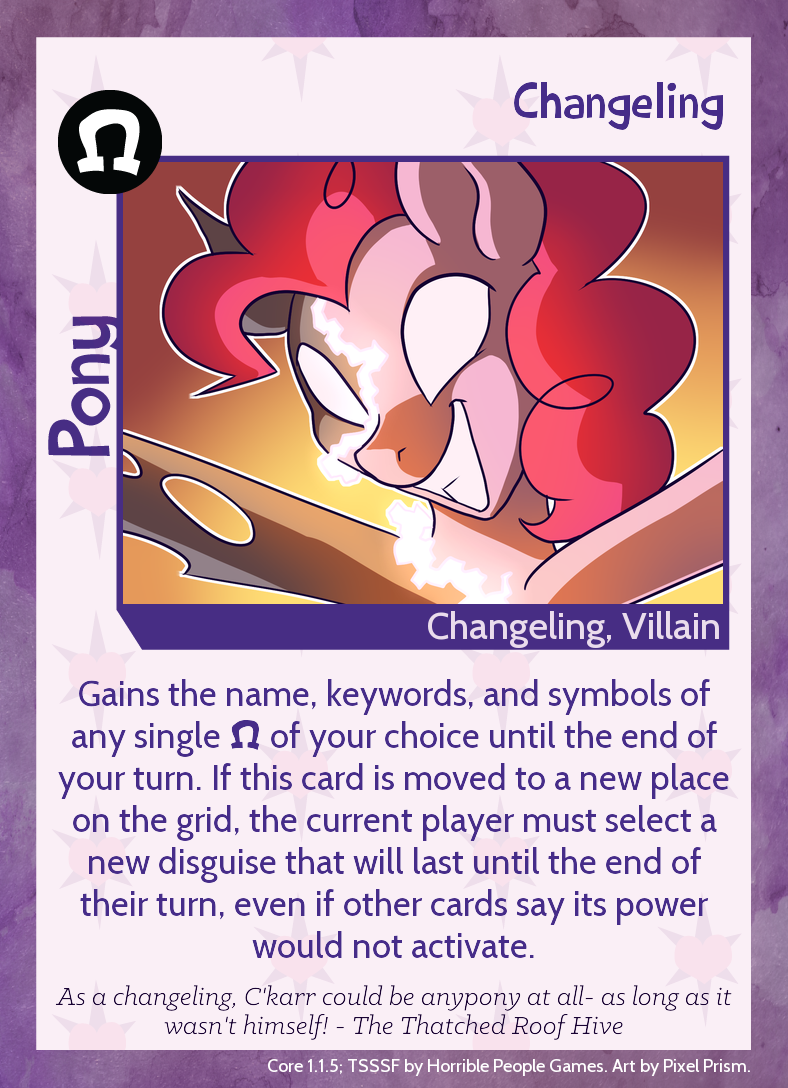 Changeling
Pony
Changeling, Villain
Gains the name, keywords, and symbols of
any single Ω of your choice until the end of
your turn. If this card is moved to a new place
on the grid, the current player must select a
new disguise that will last until the end of
their turn, even if other cards say its power
would not activate.
As a changeling, C'karr could be anypony at all- as long as it
wasn't himself! - The Thatched Roof Hive
Core 1.1.5; TSSSF by Horrible People Games. Art by Pixel Prism.